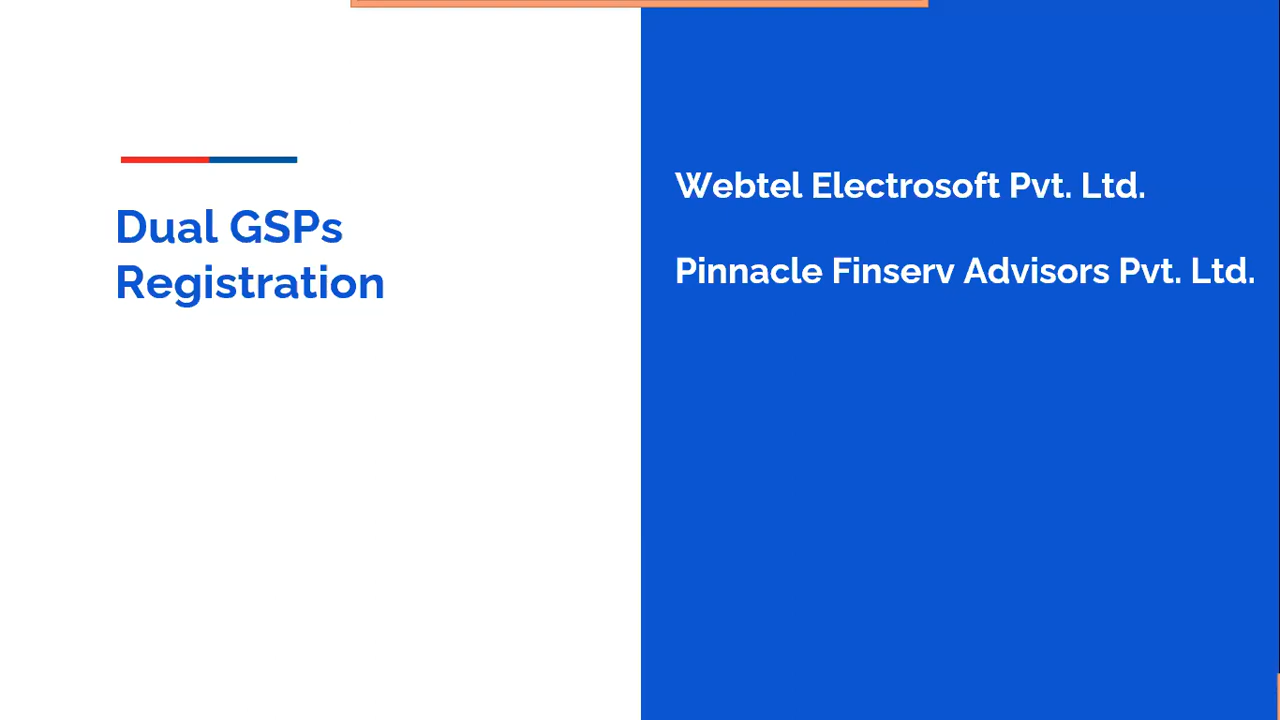 Dual GSPs
Registration
Webtel Electrosoft Pvt. Ltd.
Pinnacle Finserv Advisors Pvt. Ltd.